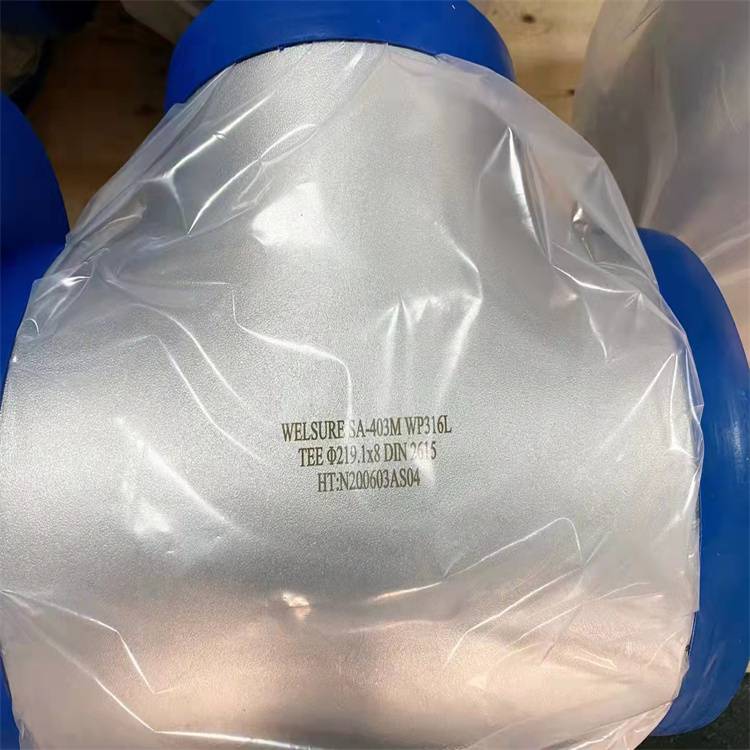 WELSURE SA-403M WP316L
TEE Φ219.1x8 DIN 2615
HT:N200603AS04